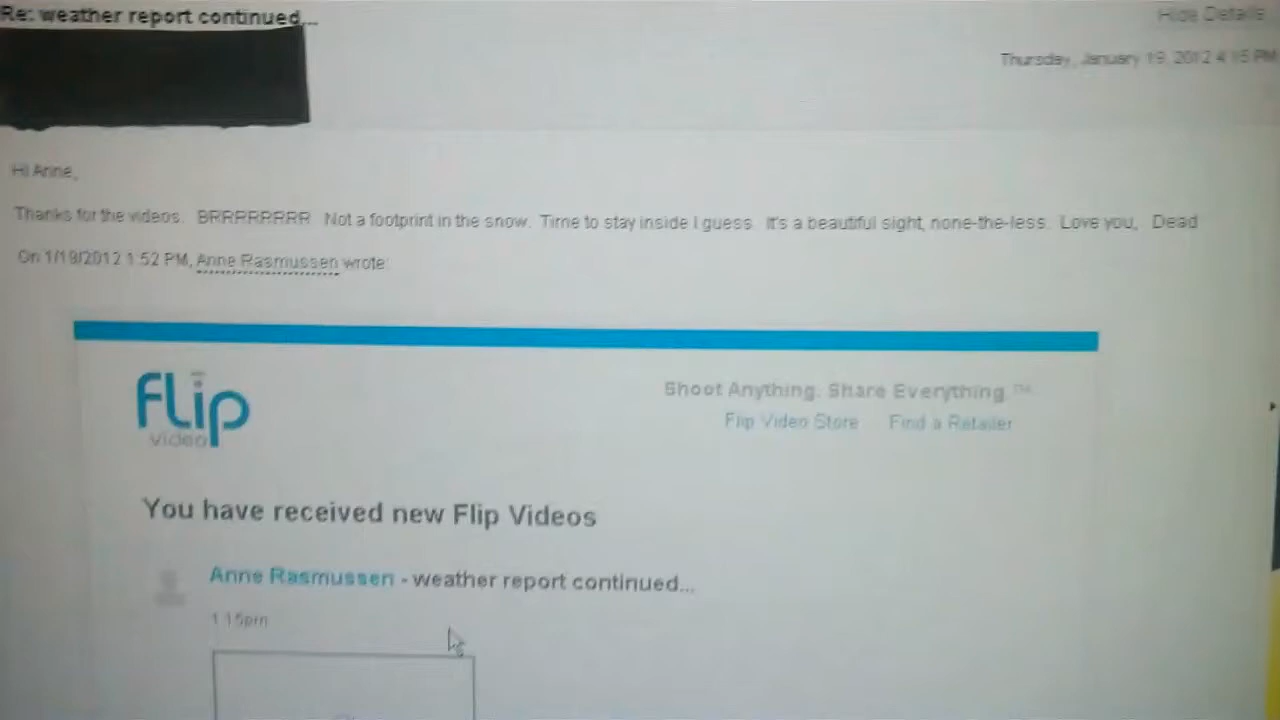 Re: weather report continued...
Hide Details
Thursday, January 19, 2012 4:15 PM
Hi Anne,
Thanks for the videos. BRRRRRRRR Not a footprint in the snow. Time to stay inside I guess. It's a beautiful sight, none-the-less. Love you, Dead
On 1/19/2012 1:52 PM, Anne Rasmussen wrote:
flip
video
Shoot Anything. Share Everything.™
Flip Video Store Find a Retailer
You have received new Flip Videos
Anne Rasmussen - weather report continued...
1:15pm